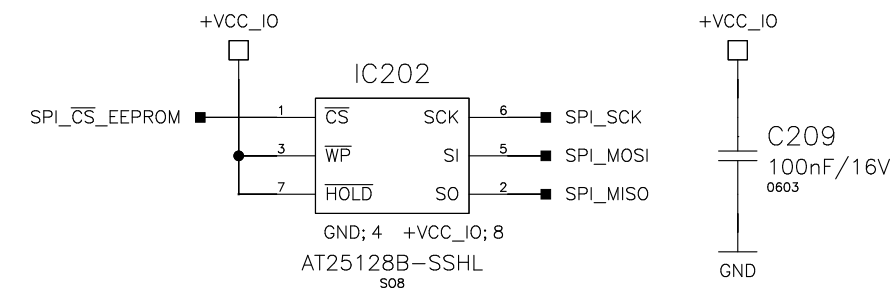 +VCC_IO
+VCC_IO
IC202
SPI_CS_EEPROM 1 CS SCK 6 SPI_SCK
3 WP SI 5 SPI_MOSI
7 HOLD SO 2 SPI_MISO
C209
100nF/16V
0603
GND; 4 +VCC_IO; 8
AT25128B-SSHL
SO8
GND